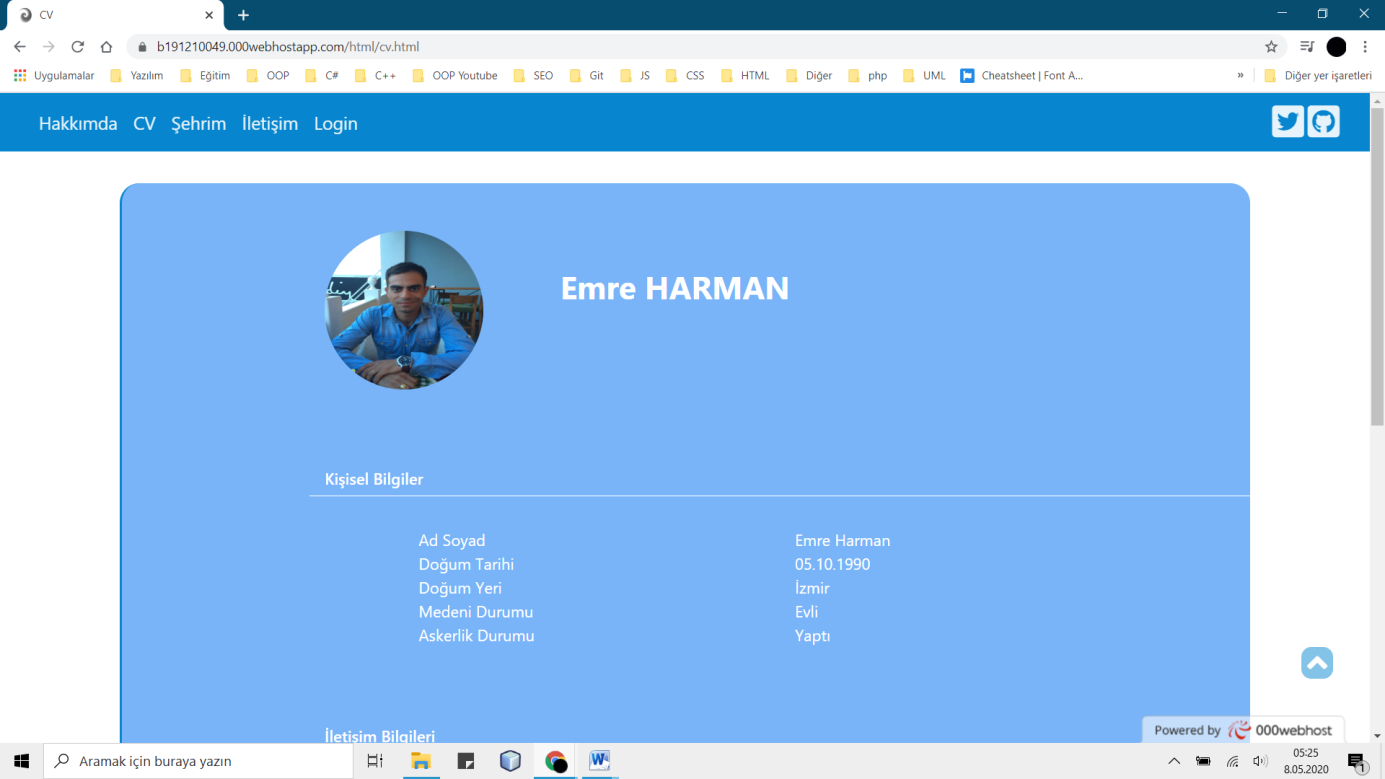 CV
b191210049.000webhostapp.com/html/cv.html
Uygulamalar Yazılım Eğitim OOP C# C++ OOP Youtube SEO Git JS CSS HTML Diğer php UML Cheatsheet | Font A... » Diğer yer işaretleri
Hakkımda CV Şehrim İletişim Login
Emre HARMAN
Kişisel Bilgiler
Ad Soyad Emre Harman
Doğum Tarihi 05.10.1990
Doğum Yeri İzmir
Medeni Durumu Evli
Askerlik Durumu Yaptı
İletişim Bilgileri
Powered by 000webhost
Aramak için buraya yazın
05:25
8.05.2020
1